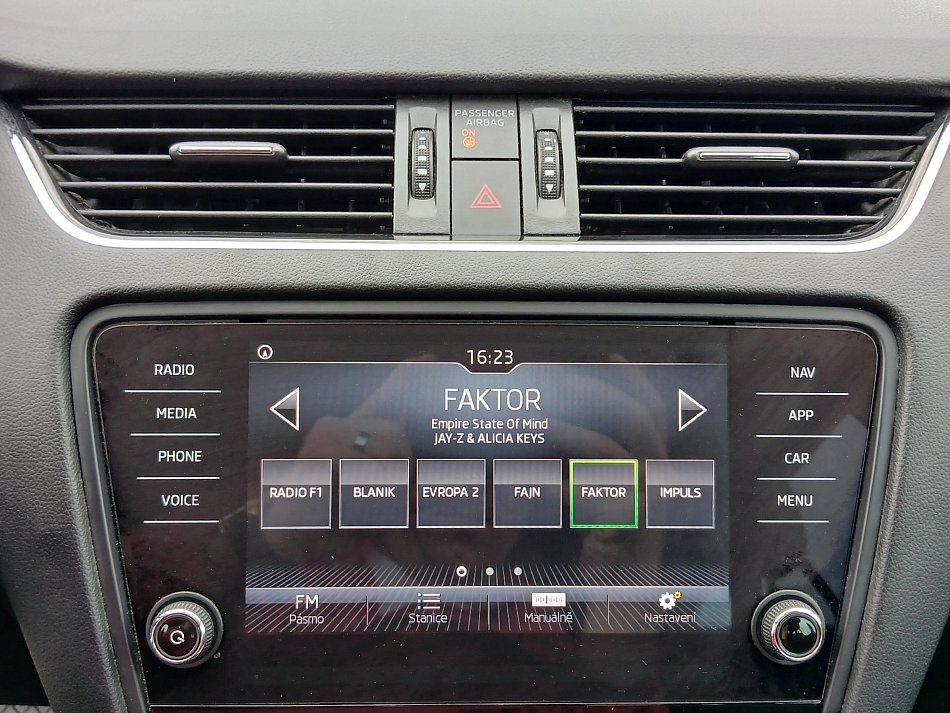 PASSENGER
AIRBAG
ON
16:23
RADIO
MEDIA
PHONE
VOICE
FAKTOR
Empire State Of Mind
JAY-Z & ALICIA KEYS
RADIO F1
BLANIK
EVROPA 2
FAJN
FAKTOR
IMPULS
FM
Pásmo
Stanice
Manuálně
Nastavení
NAV
APP
CAR
MENU